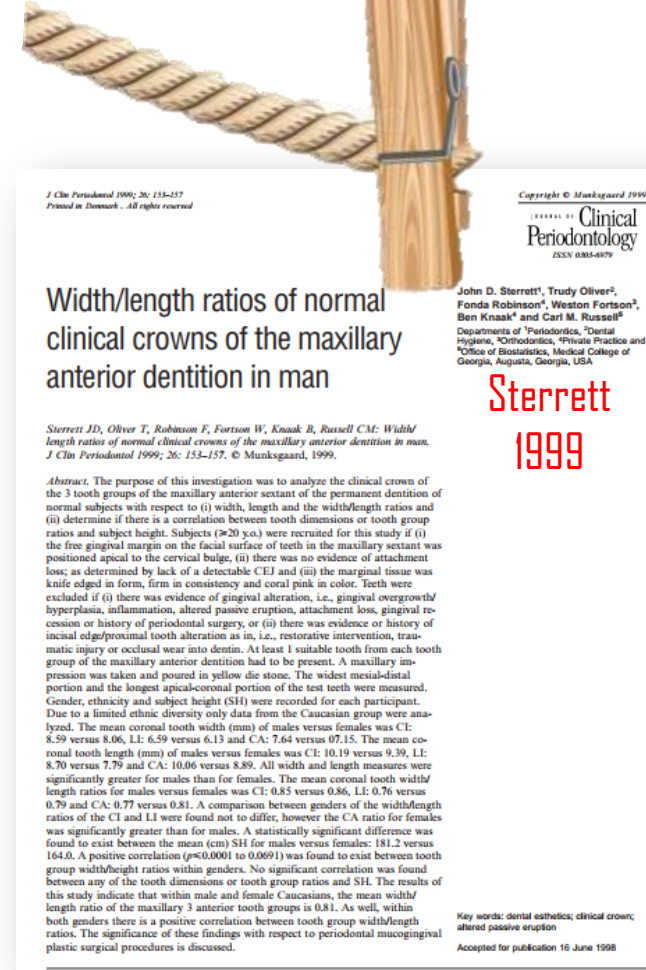 J Clin Periodontol 1999; 26: 153–157
Printed in Denmark . All rights reserved
Copyright © Munksgaard 1999
JOURNAL OF Clinical
Periodontology
ISSN 0303-6979
Width/length ratios of normal
clinical crowns of the maxillary
anterior dentition in man
John D. Sterrett¹, Trudy Oliver²,
Fonda Robinson⁴, Weston Fortson³,
Ben Knaak⁴ and Carl M. Russell⁵
Departments of ¹Periodontics, ²Dental
Hygiene, ³Orthodontics, ⁴Private Practice and
⁵Office of Biostatistics, Medical College of
Georgia, Augusta, Georgia, USA
Sterrett
1999
Sterrett JD, Oliver T, Robinson F, Fortson W, Knaak B, Russell CM: Width/
length ratios of normal clinical crowns of the maxillary anterior dentition in man.
J Clin Periodontol 1999; 26: 153–157. © Munksgaard, 1999.
Abstract. The purpose of this investigation was to analyze the clinical crown of
the 3 tooth groups of the maxillary anterior sextant of the permanent dentition of
normal subjects with respect to (i) width, length and the width/length ratios and
(ii) determine if there is a correlation between tooth dimensions or tooth group
ratios and subject height. Subjects (≥20 y.o.) were recruited for this study if (i)
the free gingival margin on the facial surface of teeth in the maxillary sextant was
positioned apical to the cervical bulge, (ii) there was no evidence of attachment
loss; as determined by lack of a detectable CEJ and (iii) the marginal tissue was
knife edged in form, firm in consistency and coral pink in color. Teeth were
excluded if (i) there was evidence of gingival alteration, i.e., gingival overgrowth/
hyperplasia, inflammation, altered passive eruption, attachment loss, gingival re-
cession or history of periodontal surgery, or (ii) there was evidence or history of
incisal edge/proximal tooth alteration as in, i.e., restorative intervention, trau-
matic injury or occlusal wear into dentin. At least 1 suitable tooth from each tooth
group of the maxillary anterior dentition had to be present. A maxillary im-
pression was taken and poured in yellow die stone. The widest mesial-distal
portion and the longest apical-coronal portion of the test teeth were measured.
Gender, ethnicity and subject height (SH) were recorded for each participant.
Due to a limited ethnic diversity only data from the Caucasian group were ana-
lyzed. The mean coronal tooth width (mm) of males versus females was CI:
8.59 versus 8.06, LI: 6.59 versus 6.13 and CA: 7.64 versus 07.15. The mean co-
ronal tooth length (mm) of males versus females was CI: 10.19 versus 9.39, LI:
8.70 versus 7.79 and CA: 10.06 versus 8.89. All width and length measures were
significantly greater for males than for females. The mean coronal tooth width/
length ratios for males versus females was CI: 0.85 versus 0.86, LI: 0.76 versus
0.79 and CA: 0.77 versus 0.81. A comparison between genders of the width/length
ratios of the CI and LI were found not to differ, however the CA ratio for females
was significantly greater than for males. A statistically significant difference was
found to exist between the mean (cm) SH for males versus females: 181.2 versus
164.0. A positive correlation (p≤0.0001 to 0.0691) was found to exist between tooth
group width/height ratios within genders. No significant correlation was found
between any of the tooth dimensions or tooth group ratios and SH. The results of
this study indicate that within male and female Caucasians, the mean width/
length ratio of the maxillary 3 anterior tooth groups is 0.81. As well, within
both genders there is a positive correlation between tooth group width/length
ratios. The significance of these findings with respect to periodontal mucogingival
plastic surgical procedures is discussed.
Key words: dental esthetics; clinical crown;
altered passive eruption
Accepted for publication 16 June 1998